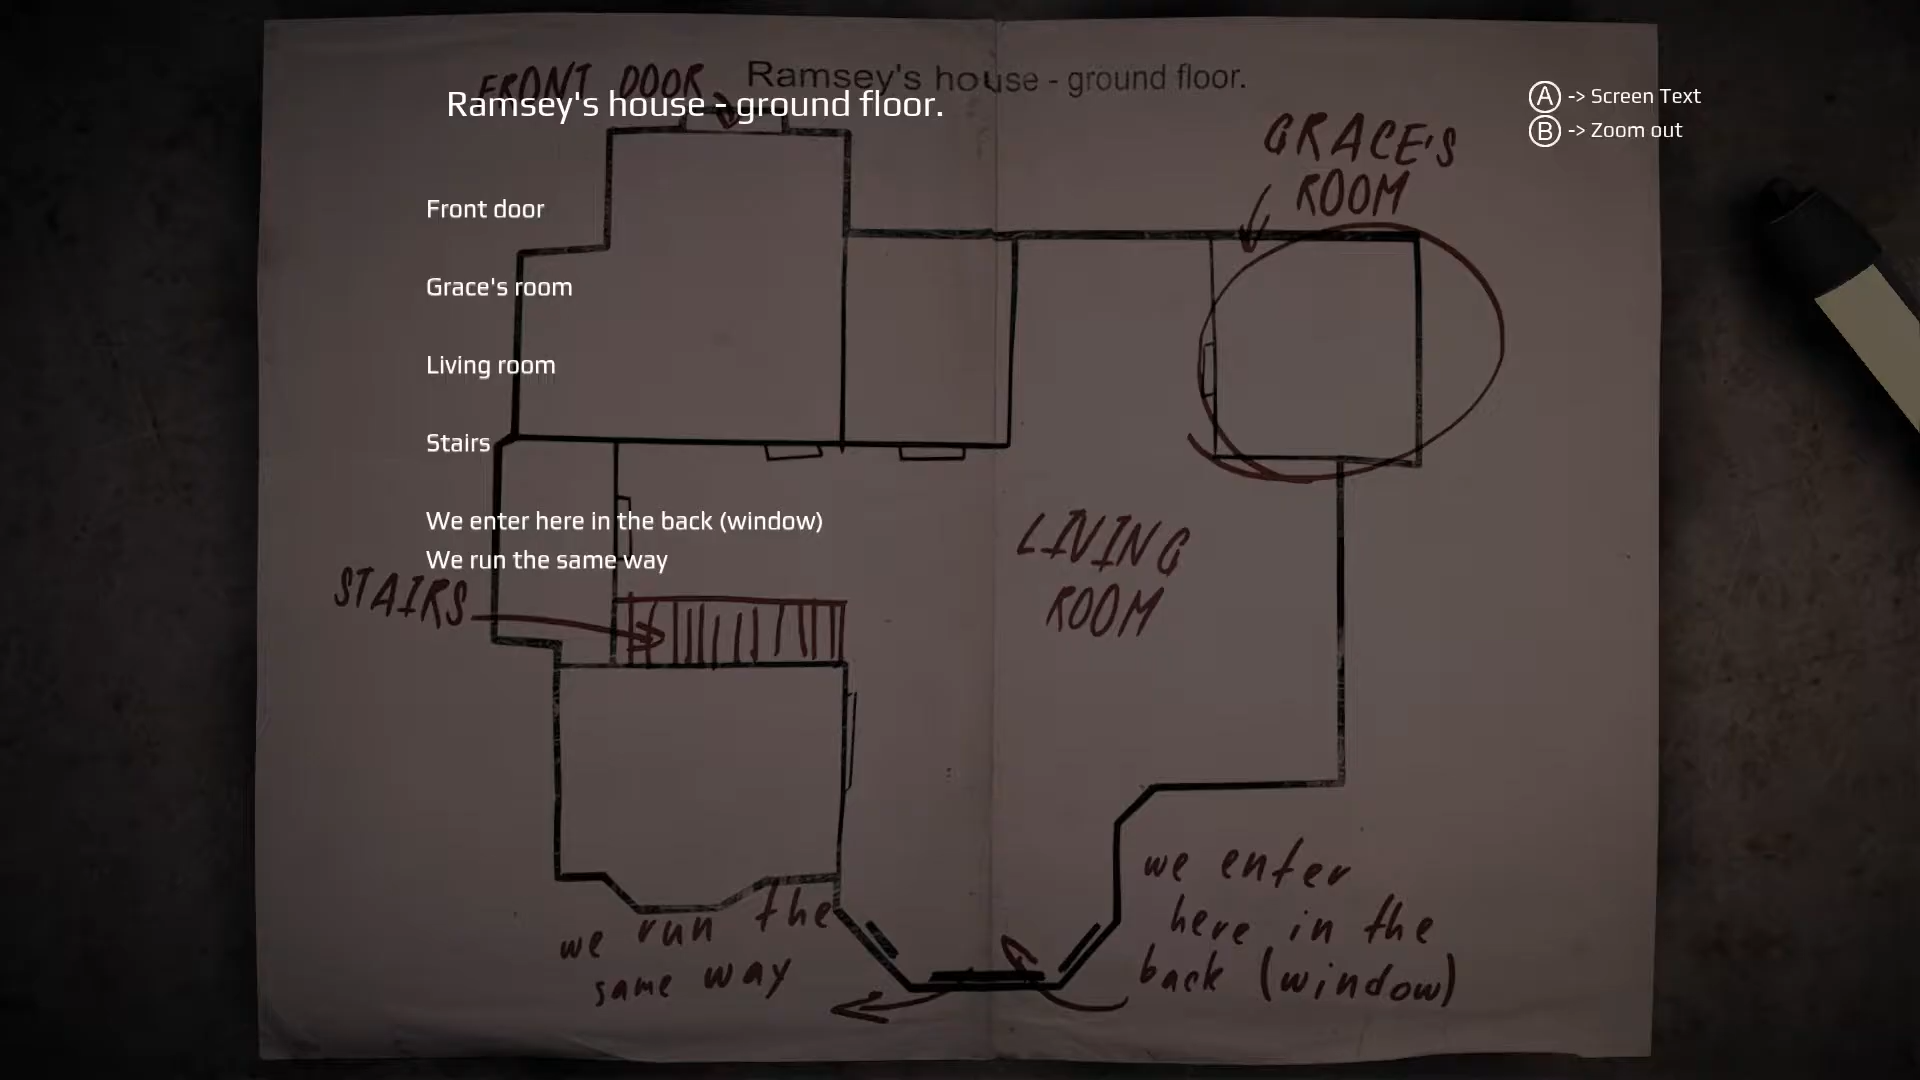 FRONT DOOR
Ramsey's house - ground floor.
Ramsey's house - ground floor.
A -> Screen Text
B -> Zoom out
GRACE'S
ROOM
Front door
Grace's room
Living room
Stairs
We enter here in the back (window)
We run the same way
STAIRS
LIVING
ROOM
we enter
here in the
back (window)
we run the
same way